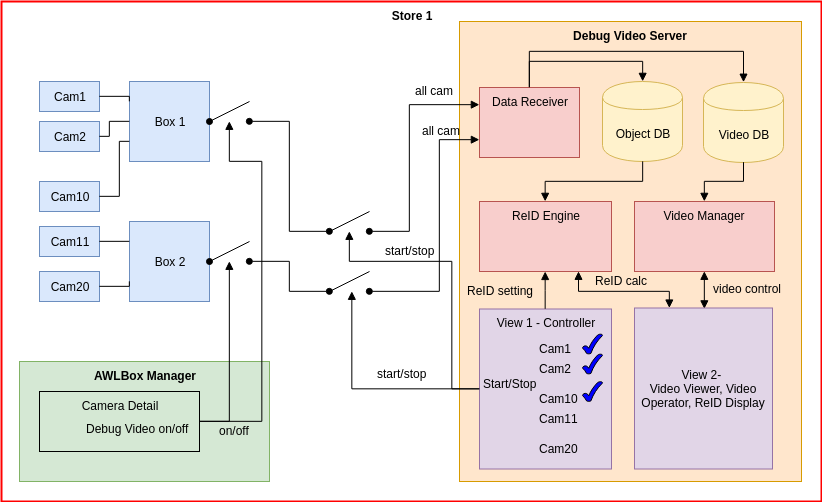 Store 1
Debug Video Server
Cam1
Cam2
Cam10
Cam11
Cam20
Box 1
Box 2
all cam
all cam
Data Receiver
Object DB
Video DB
ReID Engine
Video Manager
start/stop
start/stop
ReID setting
ReID calc
video control
View 1 - Controller
Cam1
Cam2
Start/Stop
Cam10
Cam11
Cam20
View 2-
Video Viewer, Video
Operator, ReID Display
AWLBox Manager
Camera Detail
Debug Video on/off
on/off